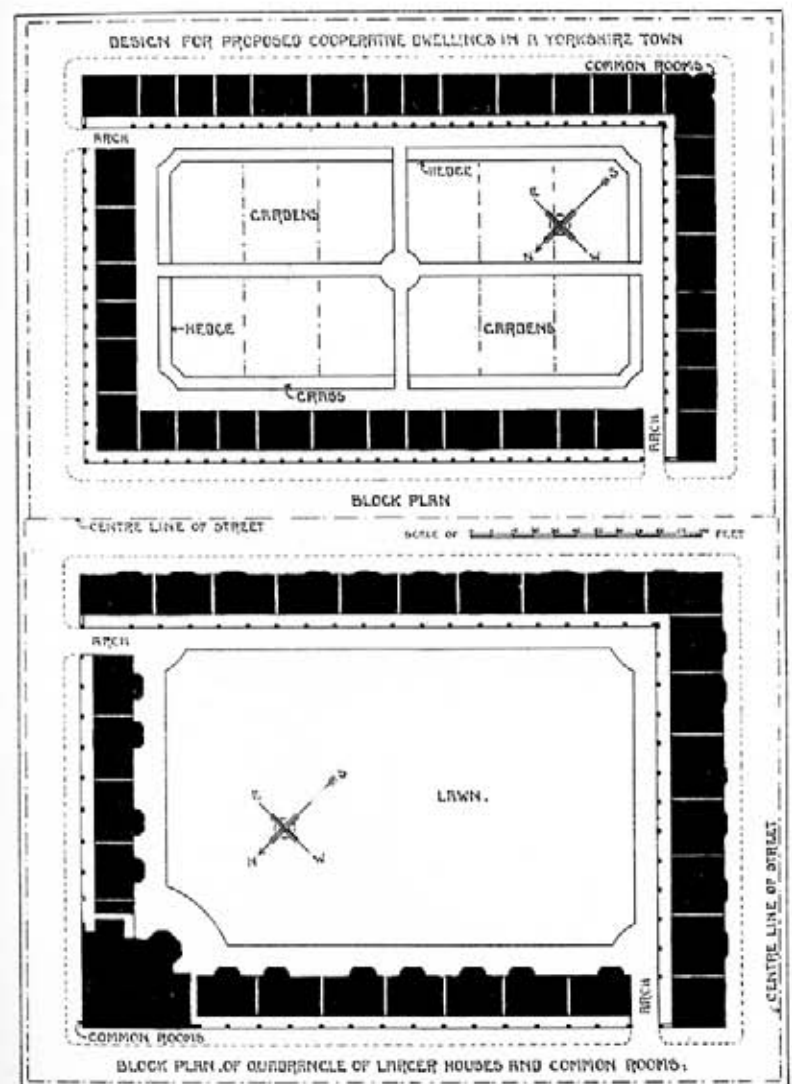 DESIGN FOR PROPOSED COOPERATIVE DWELLINGS IN A YORKSHIRE TOWN
COMMON ROOMS
ARCH
HEDGE
GARDENS
E S
N W
HEDGE
GARDENS
GRASS
ARCH
BLOCK PLAN
CENTRE LINE OF STREET
SCALE OF FEET
ARCH
E S
N W
LAWN.
CENTRE LINE OF STREET
ARCH
COMMON ROOMS
BLOCK PLAN.OF QUADRANGLE OF LARGER HOUSES AND COMMON ROOMS.